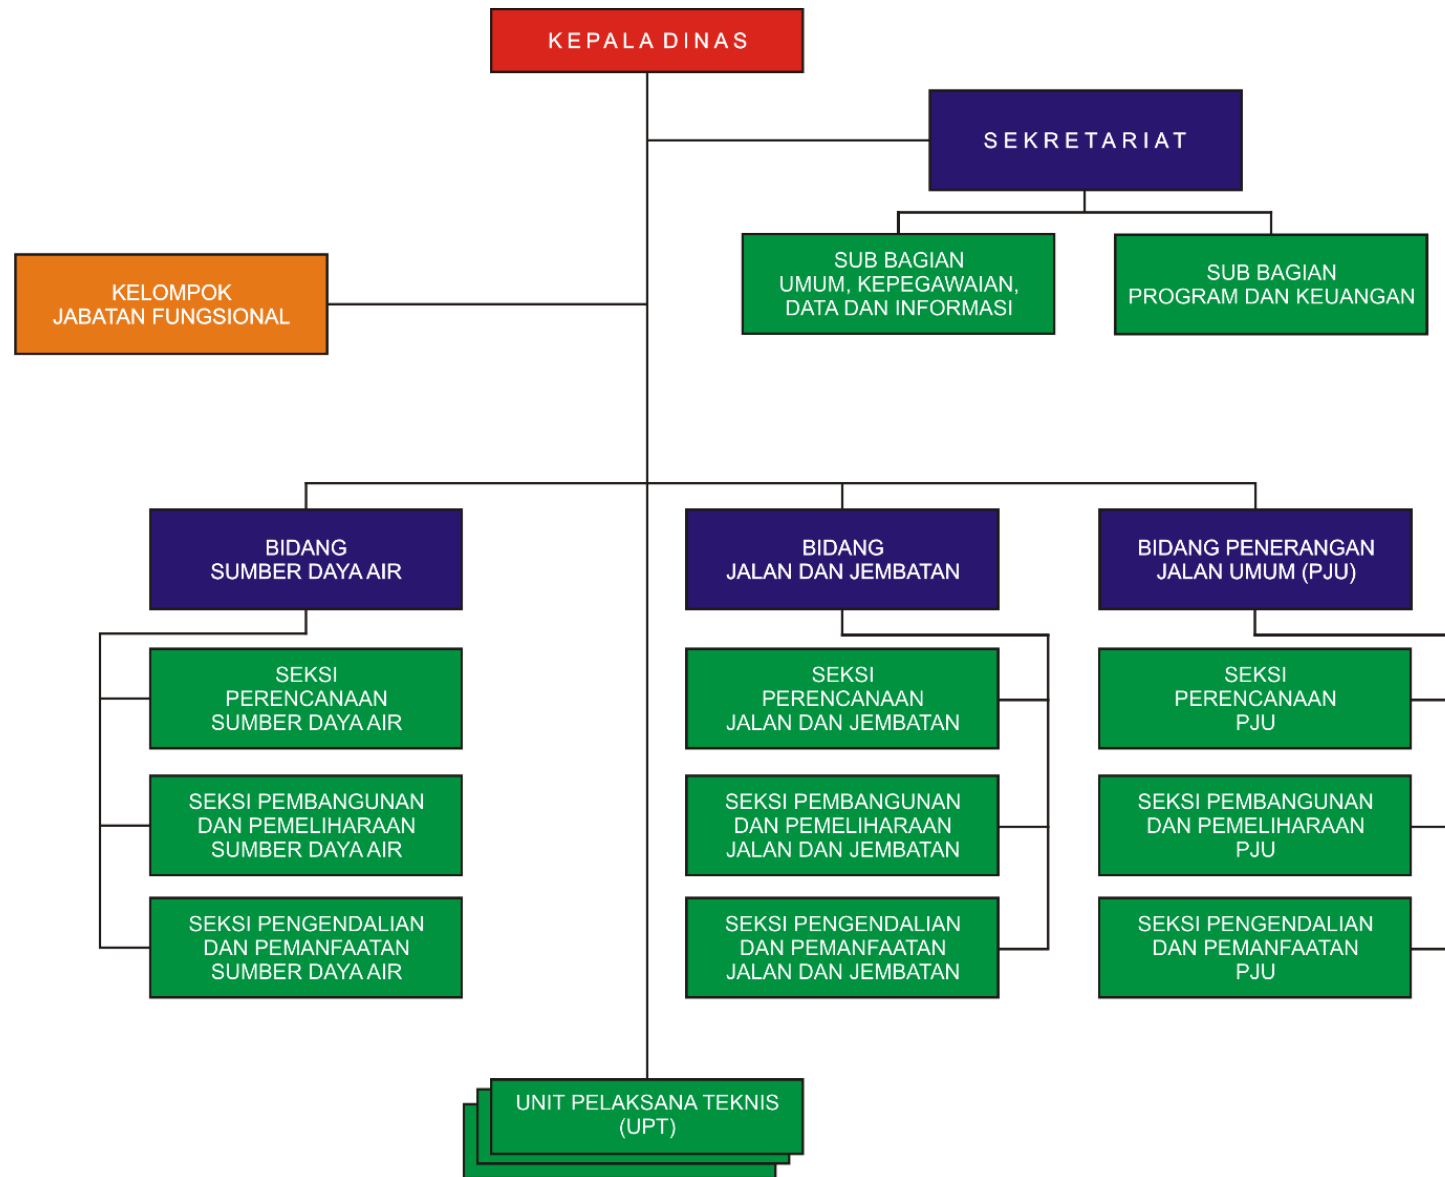 KEPALA DINAS
SEKRETARIAT
SUB BAGIAN
UMUM, KEPEGAWAIAN,
DATA DAN INFORMASI
SUB BAGIAN
PROGRAM DAN KEUANGAN
KELOMPOK
JABATAN FUNGSIONAL
BIDANG
SUMBER DAYA AIR
BIDANG
JALAN DAN JEMBATAN
BIDANG PENERANGAN
JALAN UMUM (PJU)
SEKSI
PERENCANAAN
SUMBER DAYA AIR
SEKSI
PERENCANAAN
JALAN DAN JEMBATAN
SEKSI
PERENCANAAN
PJU
SEKSI PEMBANGUNAN
DAN PEMELIHARAAN
SUMBER DAYA AIR
SEKSI PEMBANGUNAN
DAN PEMELIHARAAN
JALAN DAN JEMBATAN
SEKSI PEMBANGUNAN
DAN PEMELIHARAAN
PJU
SEKSI PENGENDALIAN
DAN PEMANFAATAN
SUMBER DAYA AIR
SEKSI PENGENDALIAN
DAN PEMANFAATAN
JALAN DAN JEMBATAN
SEKSI PENGENDALIAN
DAN PEMANFAATAN
PJU
UNIT PELAKSANA TEKNIS
(UPT)